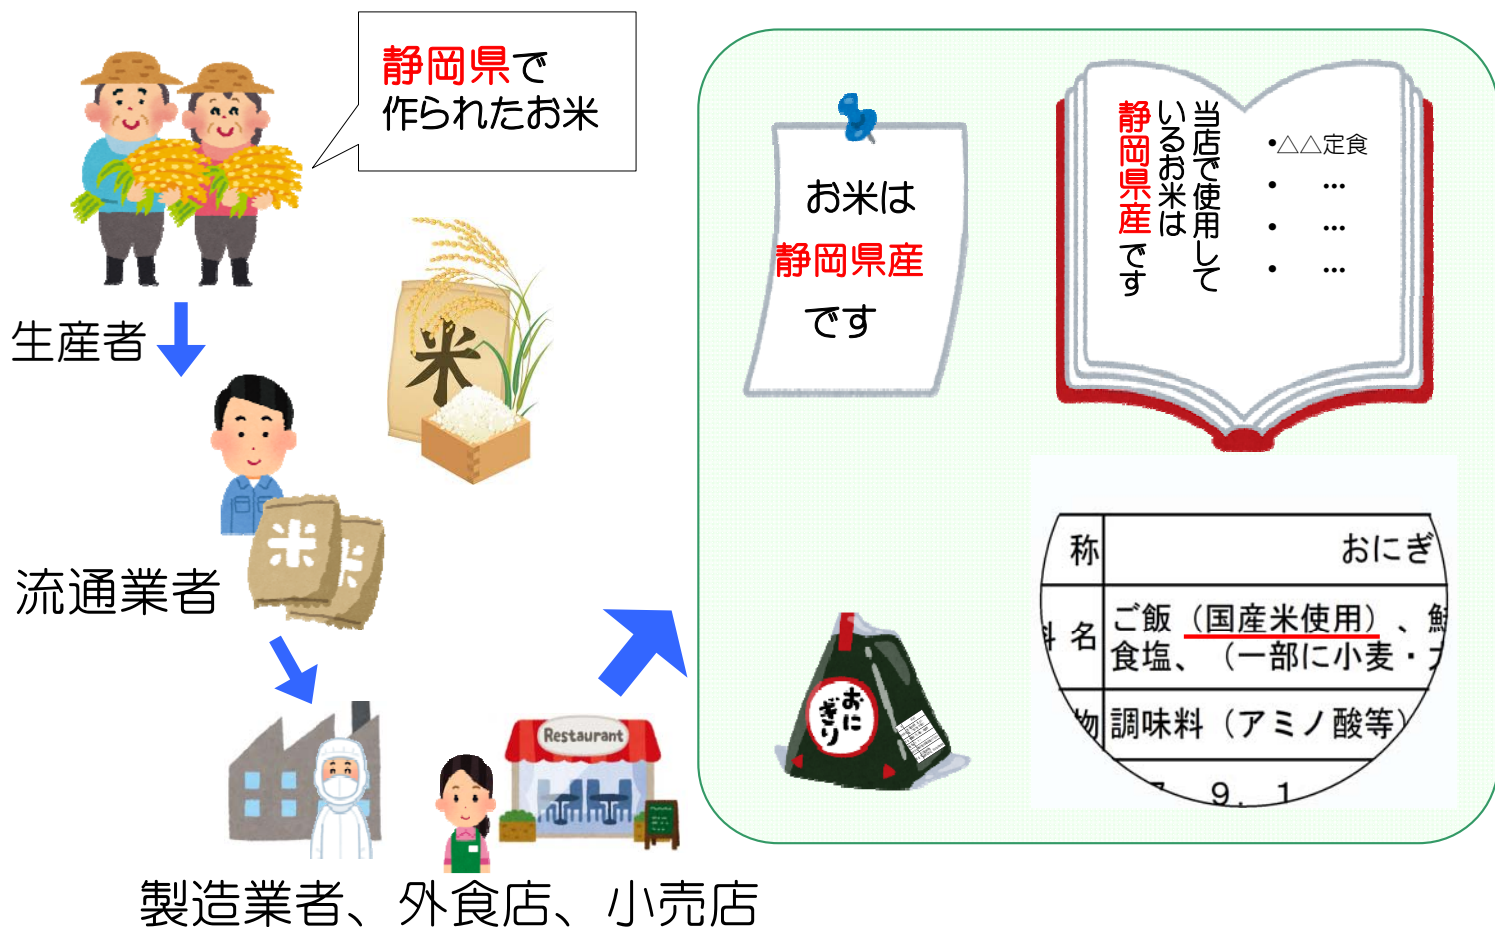 静岡県で
作られたお米
生産者
米
流通業者
米
米
Restaurant
製造業者、外食店、小売店
お米は
静岡県産
です
当店で使用して
いるお米は
静岡県産です
・△△定食
・ …
・ …
・ …
おに
ぎり
称 おにぎ
名 ご飯（国産米使用）、
食塩、（一部に小麦・
物 調味料（アミノ酸等）
9. 1